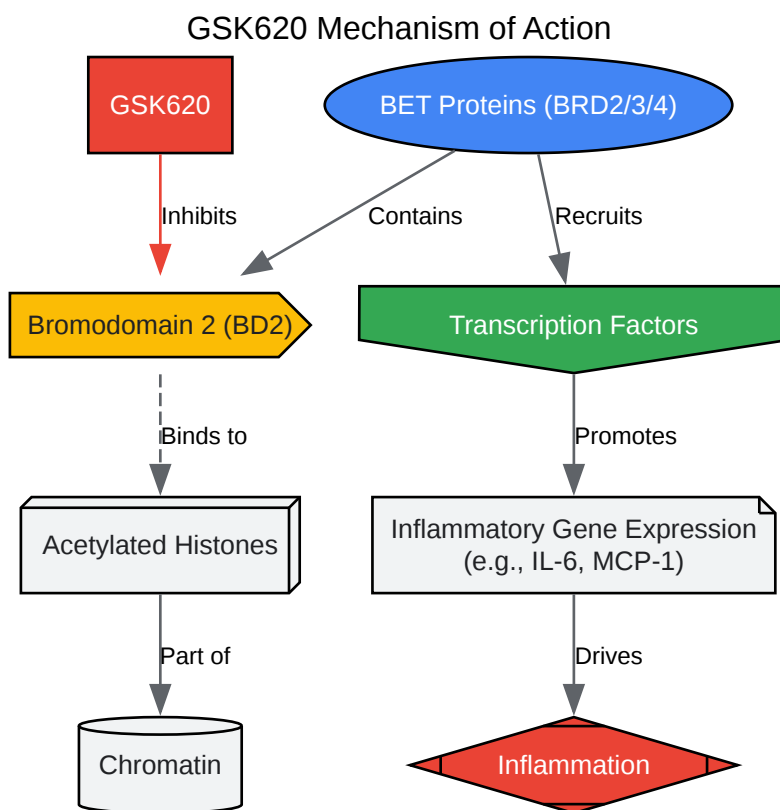 GSK620 Mechanism of Action
GSK620
BET Proteins (BRD2/3/4)
Inhibits
Contains
Recruits
Bromodomain 2 (BD2)
Transcription Factors
Binds to
Promotes
Acetylated Histones
Inflammatory Gene Expression
(e.g., IL-6, MCP-1)
Part of
Drives
Chromatin
Inflammation